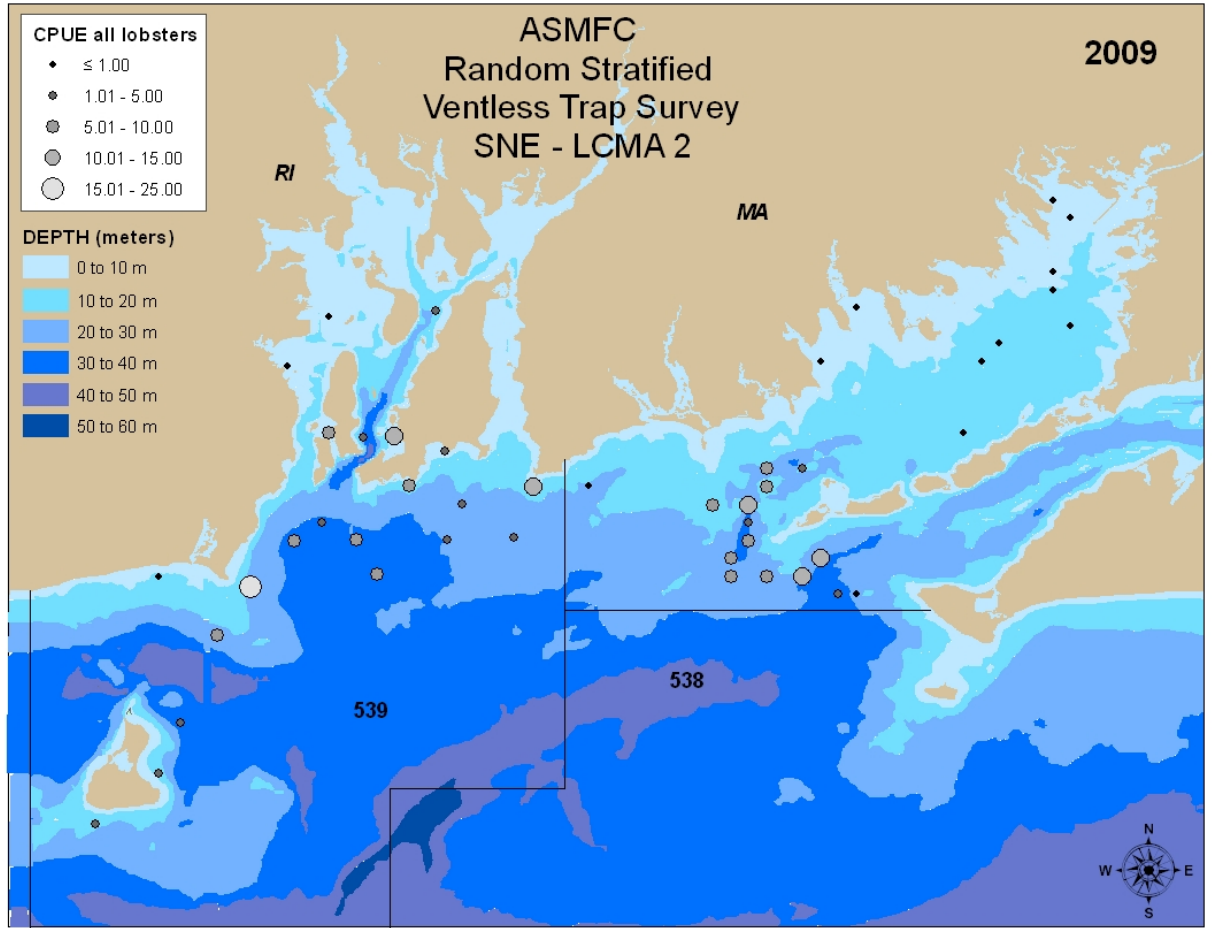 CPUE all lobsters
≤ 1.00
1.01 - 5.00
5.01 - 10.00
10.01 - 15.00
15.01 - 25.00
DEPTH (meters)
0 to 10 m
10 to 20 m
20 to 30 m
30 to 40 m
40 to 50 m
50 to 60 m
ASMFC
Random Stratified
Ventless Trap Survey
SNE - LCMA 2
2009
RI
MA
538
539
N
W
E
S